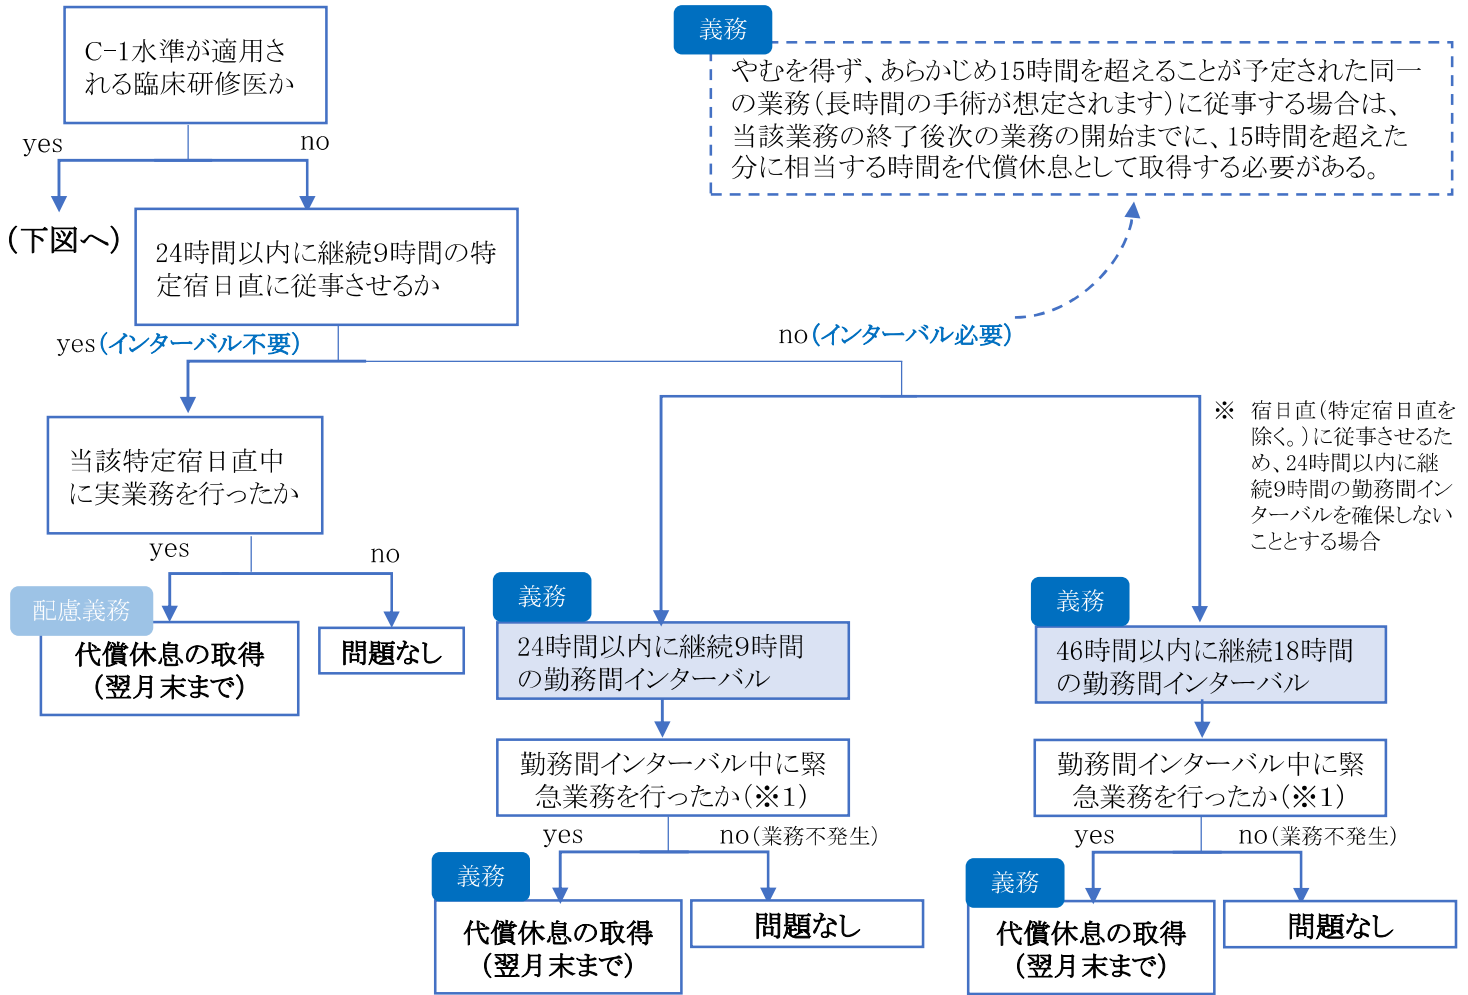 C-1水準が適用さ
れる臨床研修医か
yes
no
(下図へ)
義務
やむを得ず、あらかじめ15時間を超えることが予定された同一
の業務(長時間の手術が想定されます)に従事する場合は、
当該業務の終了後次の業務の開始までに、15時間を超えた
分に相当する時間を代償休息として取得する必要がある。
24時間以内に継続9時間の特
定宿日直に従事させるか
yes(インターバル不要)
no(インターバル必要)
※ 宿日直(特定宿日直を
除く。)に従事させるた
め、24時間以内に継
続9時間の勤務間イン
ターバルを確保しない
こととする場合
当該特定宿日直中
に実業務を行ったか
yes
no
配慮義務
代償休息の取得
(翌月末まで)
問題なし
義務
24時間以内に継続9時間
の勤務間インターバル
勤務間インターバル中に緊
急業務を行ったか(※1)
yes
no(業務不発生)
義務
代償休息の取得
(翌月末まで)
問題なし
義務
46時間以内に継続18時間
の勤務間インターバル
勤務間インターバル中に緊
急業務を行ったか(※1)
yes
no(業務不発生)
義務
代償休息の取得
(翌月末まで)
問題なし